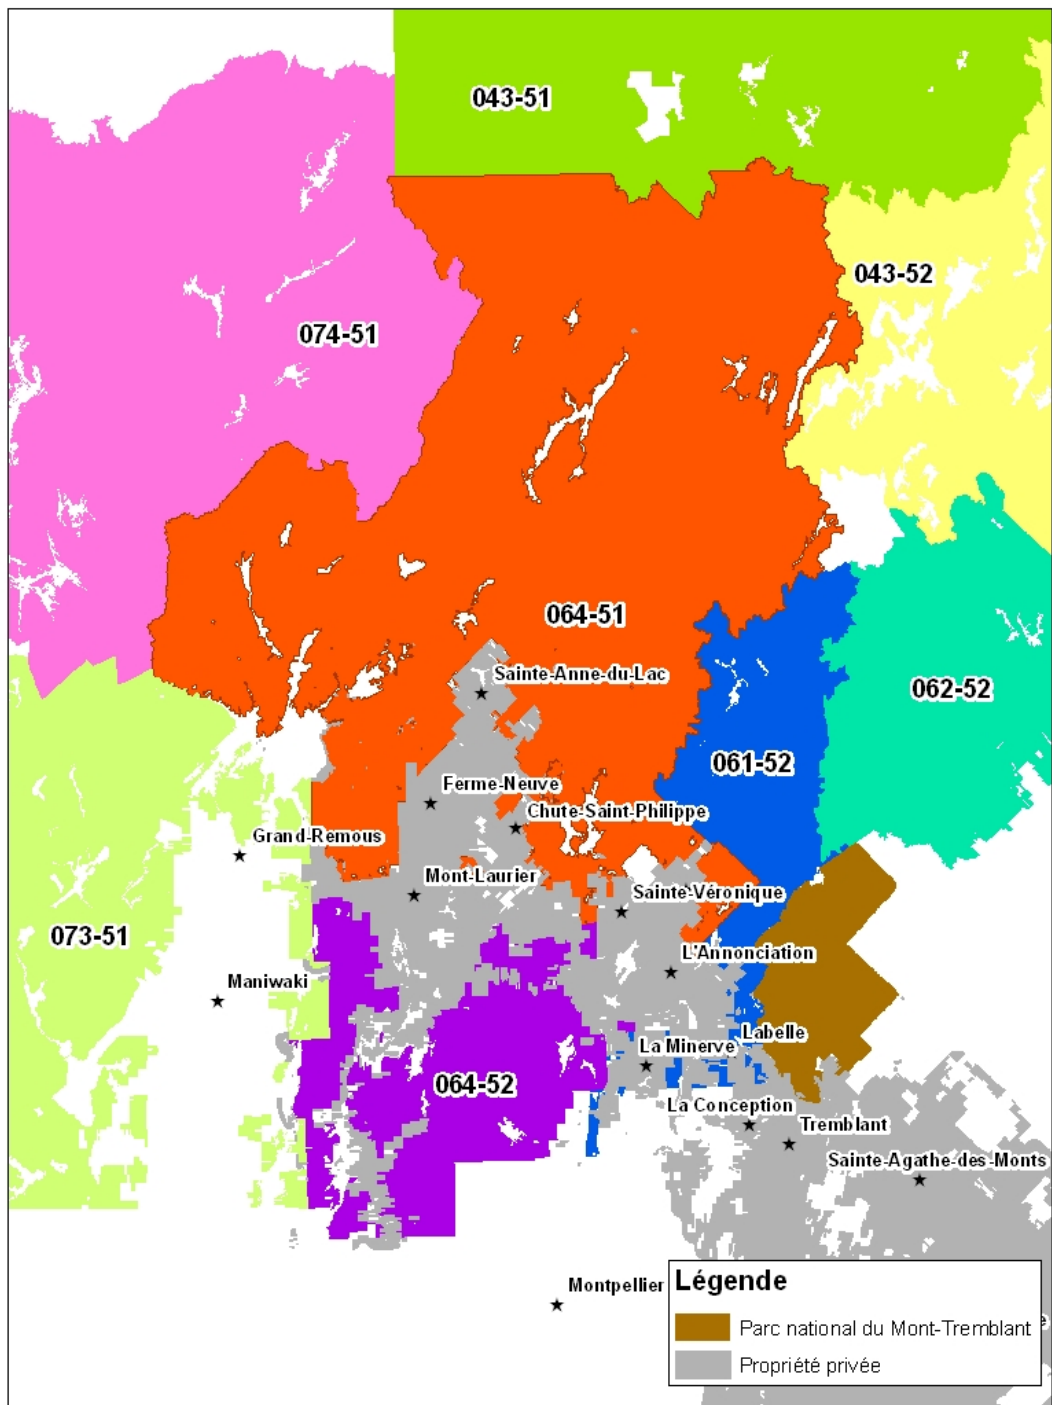 043-51
043-52
074-51
064-51
Sainte-Anne-du-Lac
062-52
061-52
Ferme-Neuve
Chute-Saint-Philippe
Grand-Remous
Mont-Laurier
Sainte-Véronique
073-51
L'Annonciation
Maniwaki
Labelle
La Minerve
064-52
La Conception
Tremblant
Sainte-Agathe-des-Monts
Montpellier
Légende
Parc national du Mont-Tremblant
Propriété privée